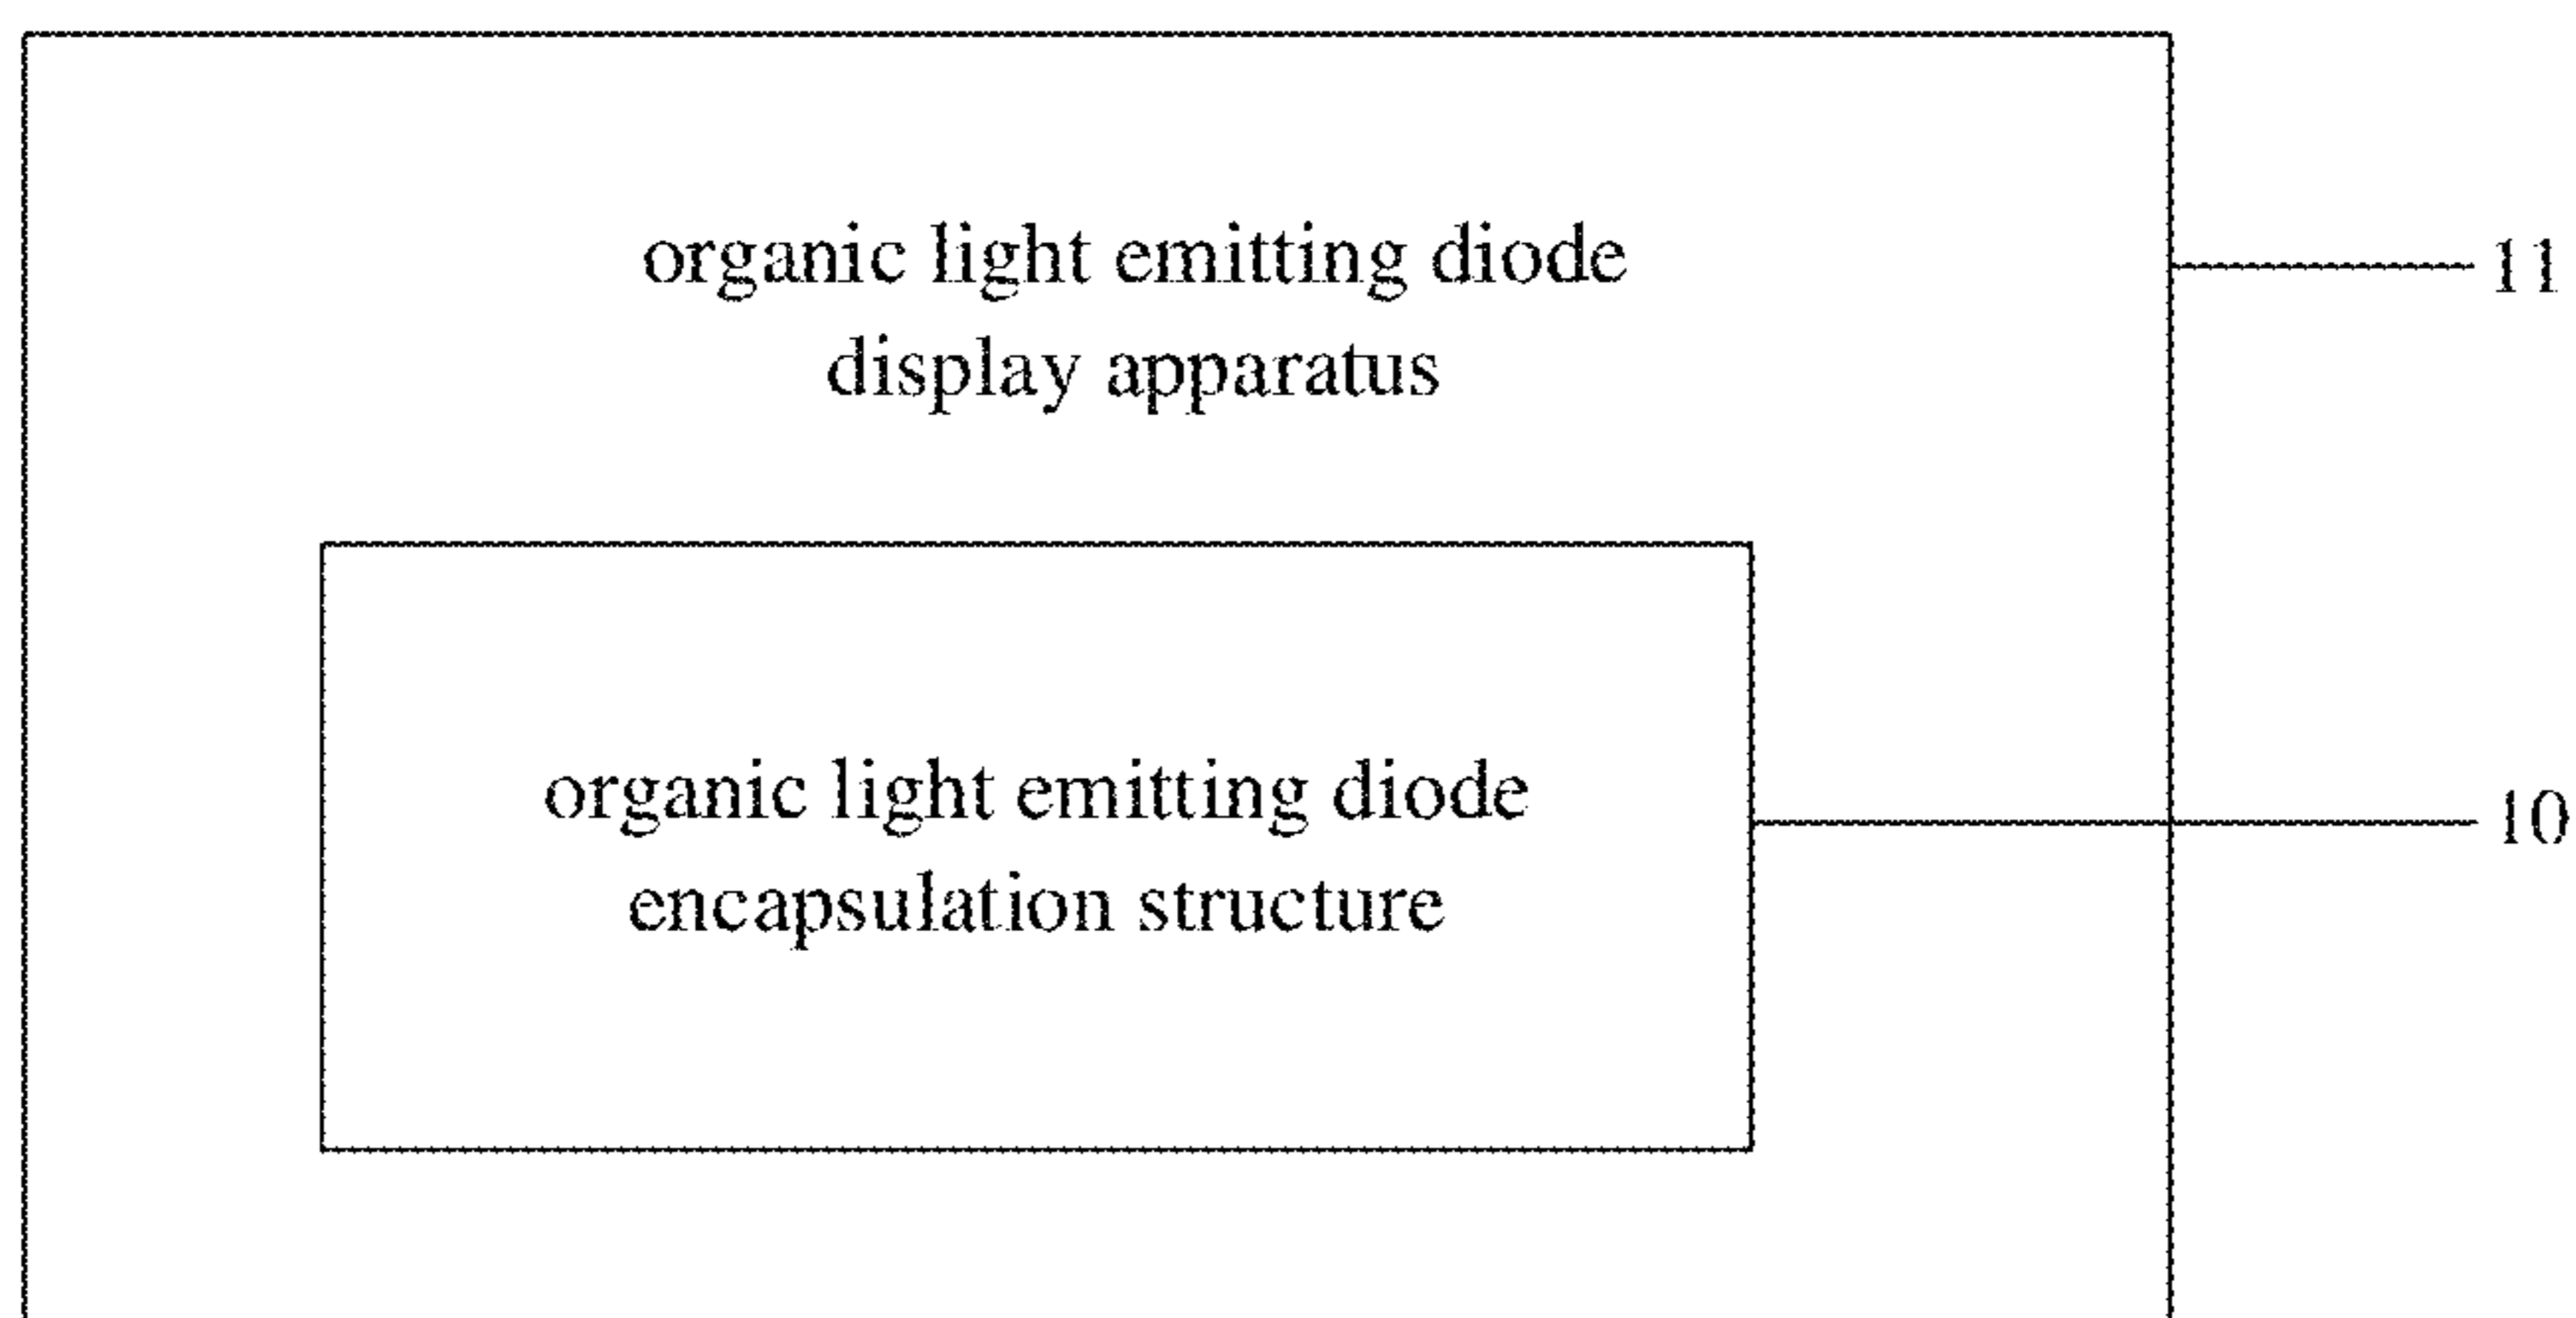 organic light emitting diode
display apparatus
11
organic light emitting diode
encapsulation structure
10